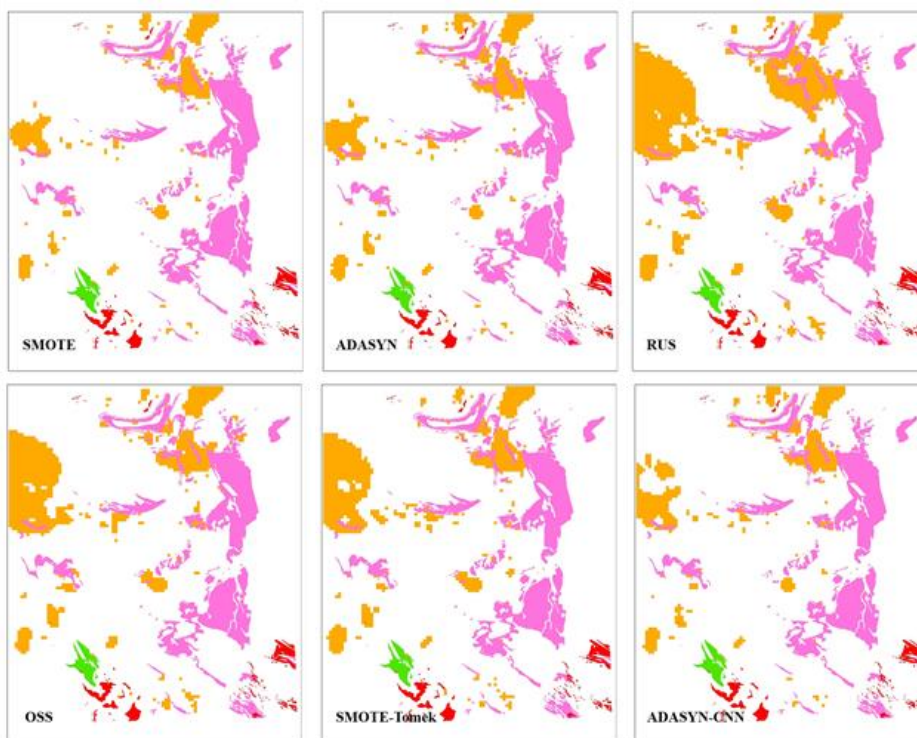 SMOTE
ADASYN
RUS
OSS
SMOTE-Tomek
ADASYN-CNN